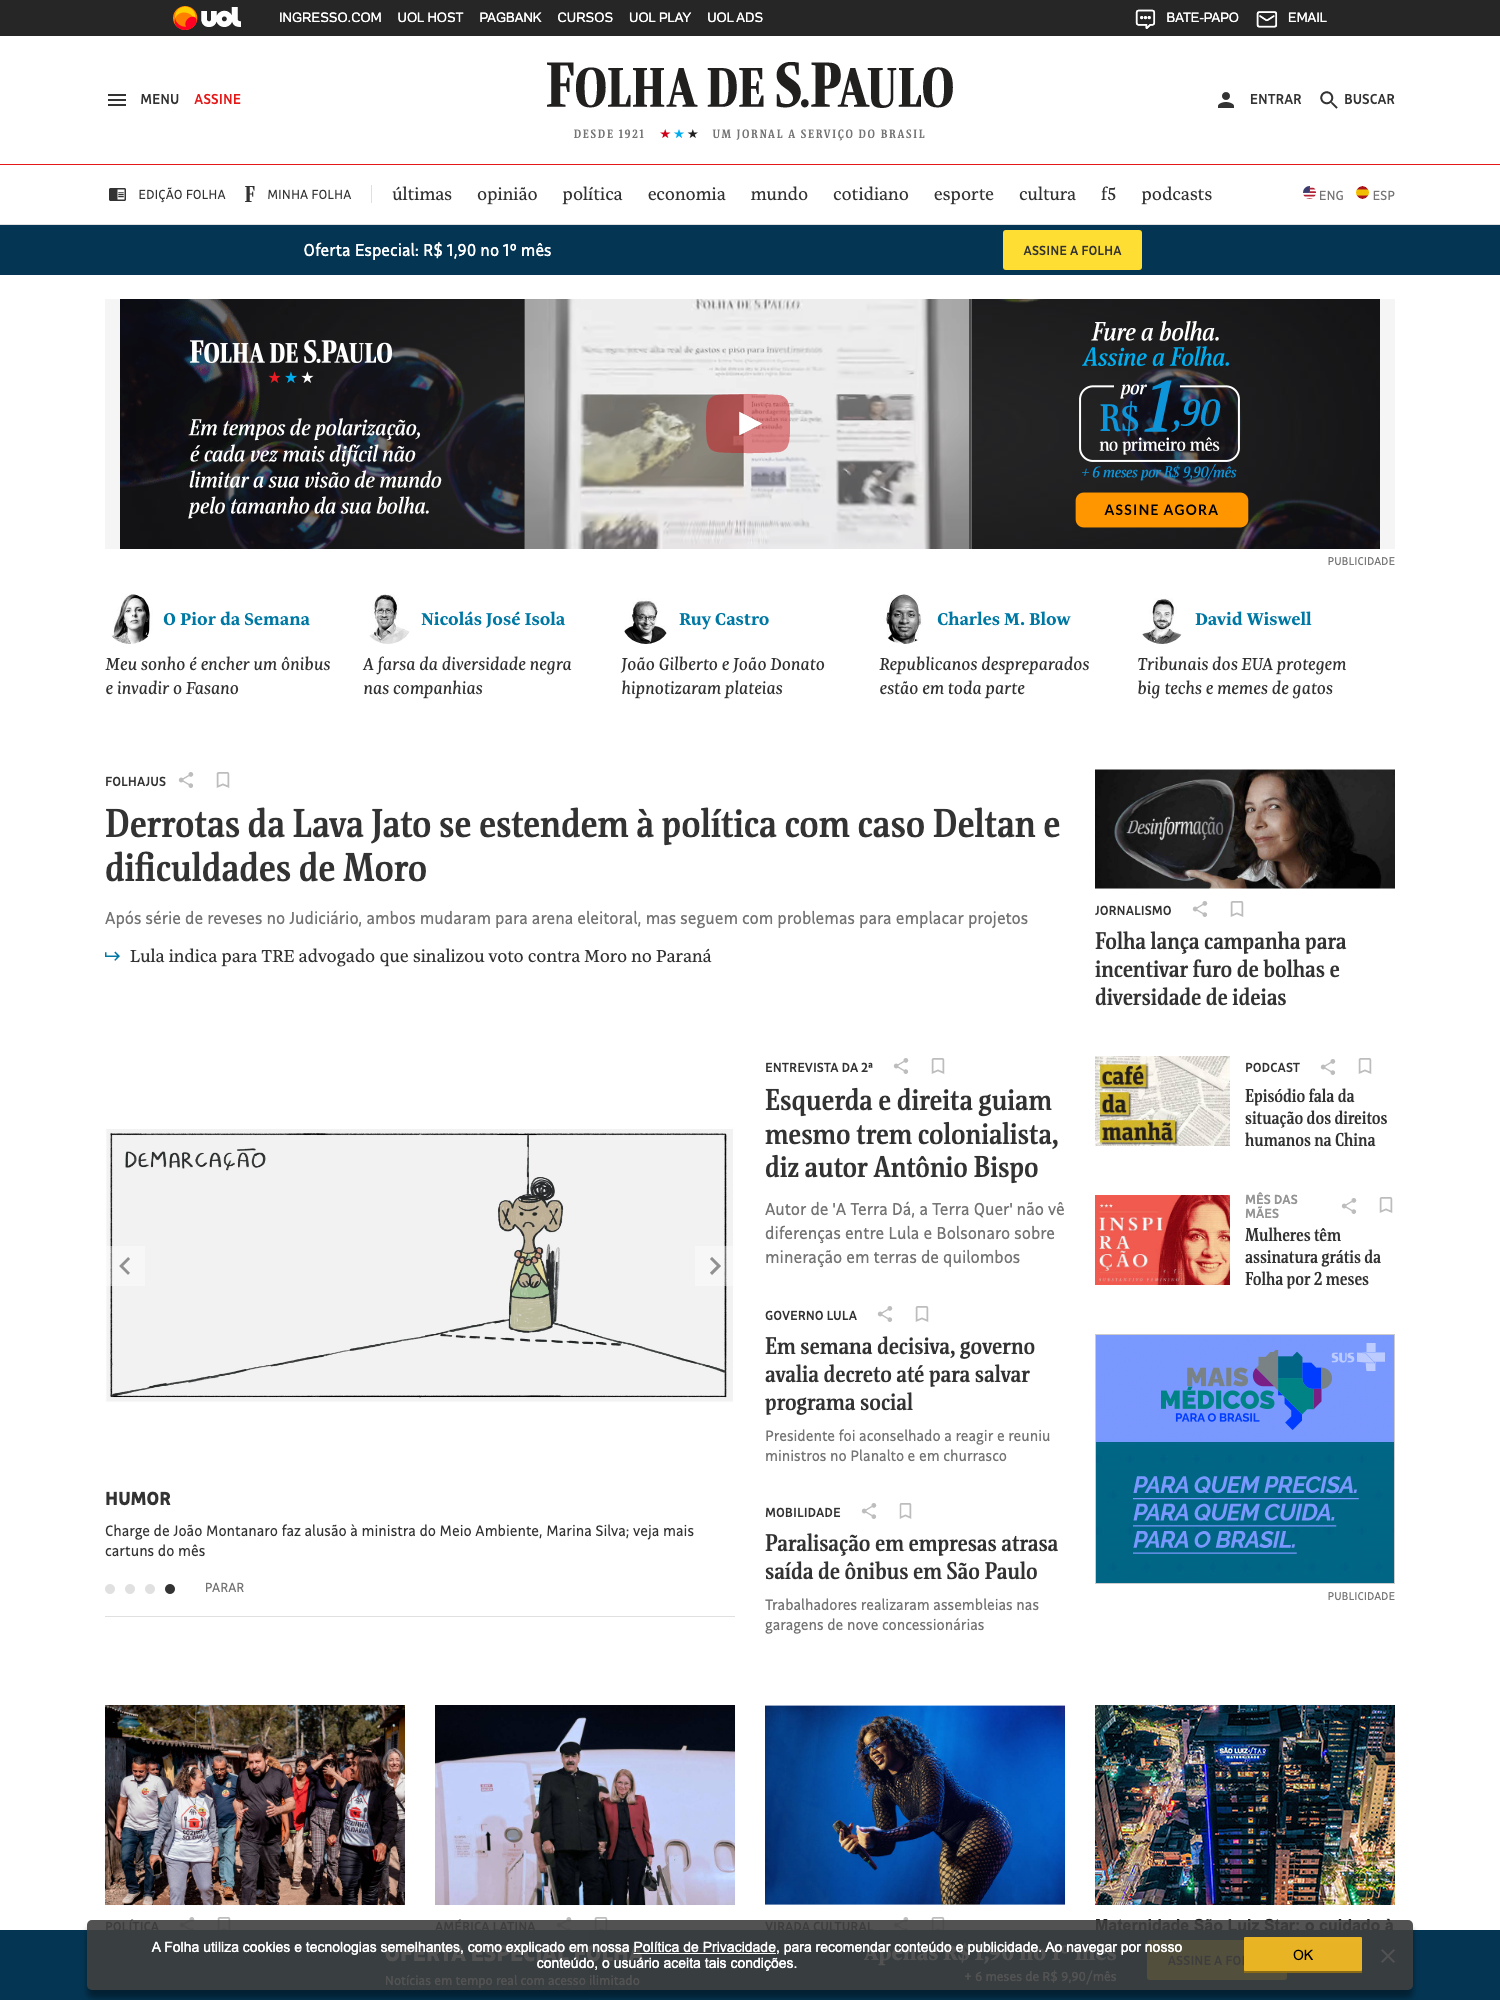 uol
INGRESSO.COM UOL HOST PAGBANK CURSOS UOL PLAY UOL ADS
BATE-PAPO EMAIL
MENU ASSINE
FOLHA DE S.PAULO
DESDE 1921 ★★★ UM JORNAL A SERVIÇO DO BRASIL
ENTRAR BUSCAR
EDIÇÃO FOLHA F MINHA FOLHA últimas opinião política economia mundo cotidiano esporte cultura f5 podcasts ENG ESP
Oferta Especial: R$ 1,90 no 1º mês
ASSINE A FOLHA
FOLHA DE S.PAULO
★★★
Em tempos de polarização,
é cada vez mais difícil não
limitar a sua visão de mundo
pelo tamanho da sua bolha.
FOLHA DE S.PAULO
Fure a bolha.
Assine a Folha.
por
R$ 1,90
no primeiro mês
+ 6 meses por R$ 9,90/mês
ASSINE AGORA
PUBLICIDADE
O Pior da Semana
Meu sonho é encher um ônibus
e invadir o Fasano
Nicolás José Isola
A farsa da diversidade negra
nas companhias
Ruy Castro
João Gilberto e João Donato
hipnotizaram plateias
Charles M. Blow
Republicanos despreparados
estão em toda parte
David Wiswell
Tribunais dos EUA protegem
big techs e memes de gatos
FOLHAJUS
Derrotas da Lava Jato se estendem à política com caso Deltan e
dificuldades de Moro
Após série de reveses no Judiciário, ambos mudaram para arena eleitoral, mas seguem com problemas para emplacar projetos
Lula indica para TRE advogado que sinalizou voto contra Moro no Paraná
Desinformação
JORNALISMO
Folha lança campanha para
incentivar furo de bolhas e
diversidade de ideias
DEMARCAÇÃO
HUMOR
Charge de João Montanaro faz alusão à ministra do Meio Ambiente, Marina Silva; veja mais
cartuns do mês
PARAR
ENTREVISTA DA 2ª
Esquerda e direita guiam
mesmo trem colonialista,
diz autor Antônio Bispo
Autor de 'A Terra Dá, a Terra Quer' não vê
diferenças entre Lula e Bolsonaro sobre
mineração em terras de quilombos
GOVERNO LULA
Em semana decisiva, governo
avalia decreto até para salvar
programa social
Presidente foi aconselhado a reagir e reuniu
ministros no Planalto e em churrasco
MOBILIDADE
Paralisação em empresas atrasa
saída de ônibus em São Paulo
Trabalhadores realizaram assembleias nas
garagens de nove concessionárias
café
da
manhã
PODCAST
Episódio fala da
situação dos direitos
humanos na China
INSPI
RA
ÇÃO
MÊS DAS
MÃES
Mulheres têm
assinatura grátis da
Folha por 2 meses
SUS
MAIS
MÉDICOS
PARA O BRASIL
PARA QUEM PRECISA.
PARA QUEM CUIDA.
PARA O BRASIL.
PUBLICIDADE
SÃO LUIZ STAR
POLÍTICA
AMÉRICA LATINA
VIRADA CULTURAL
Maternidade São Luiz Star: o cuidado à
A Folha utiliza cookies e tecnologias semelhantes, como explicado em nossa Política de Privacidade, para recomendar conteúdo e publicidade. Ao navegar por nosso
conteúdo, o usuário aceita tais condições.
OK
Apenas R$ 1,90 no 1º mês
Notícias em tempo real com acesso ilimitado
+ 6 meses de R$ 9,90/mês
ASSINE A FO